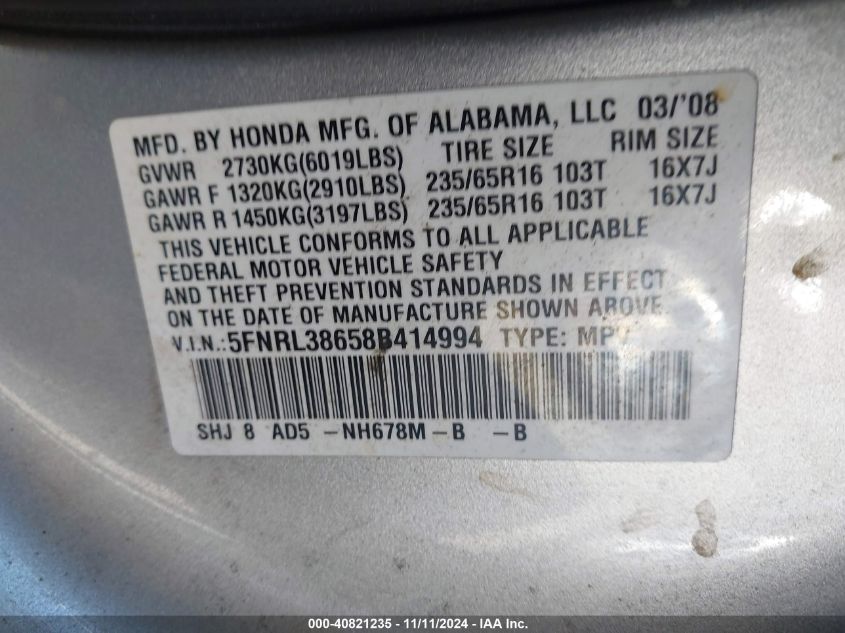 MFD. BY HONDA MFG. OF ALABAMA, LLC 03/'08
GVWR 2730KG(6019LBS) TIRE SIZE RIM SIZE
GAWR F 1320KG(2910LBS) 235/65R16 103T 16X7J
GAWR R 1450KG(3197LBS) 235/65R16 103T 16X7J
THIS VEHICLE CONFORMS TO ALL APPLICABLE
FEDERAL MOTOR VEHICLE SAFETY
AND THEFT PREVENTION STANDARDS IN EFFECT
ON THE DATE OF MANUFACTURE SHOWN ABOVE.
V.I.N.:5FNRL38658B414994 TYPE: MPV
SHJ 8 AD5 -NH678M -B -B
000-40821235 - 11/11/2024 - IAA Inc.